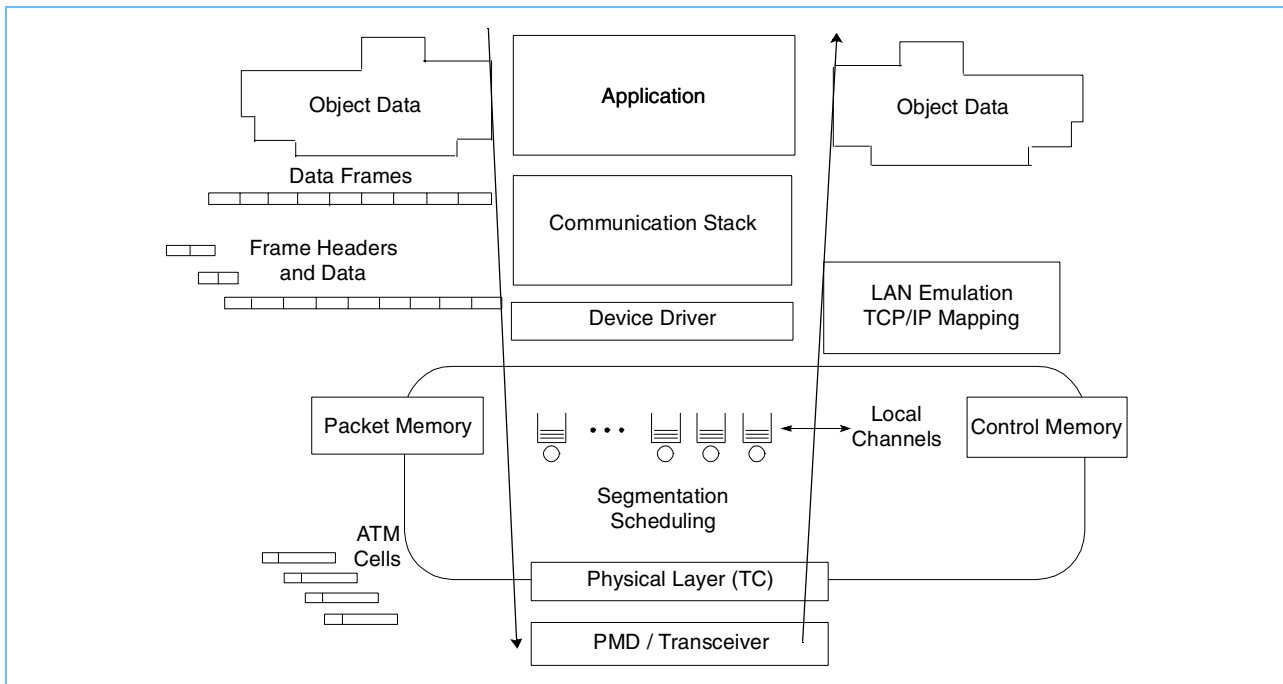 Object Data
Application
Object Data
Data Frames
Communication Stack
Frame Headers
and Data
LAN Emulation
TCP/IP Mapping
Device Driver
Packet Memory
• • •
Local
Channels
Control Memory
Segmentation
Scheduling
ATM
Cells
Physical Layer (TC)
PMD / Transceiver